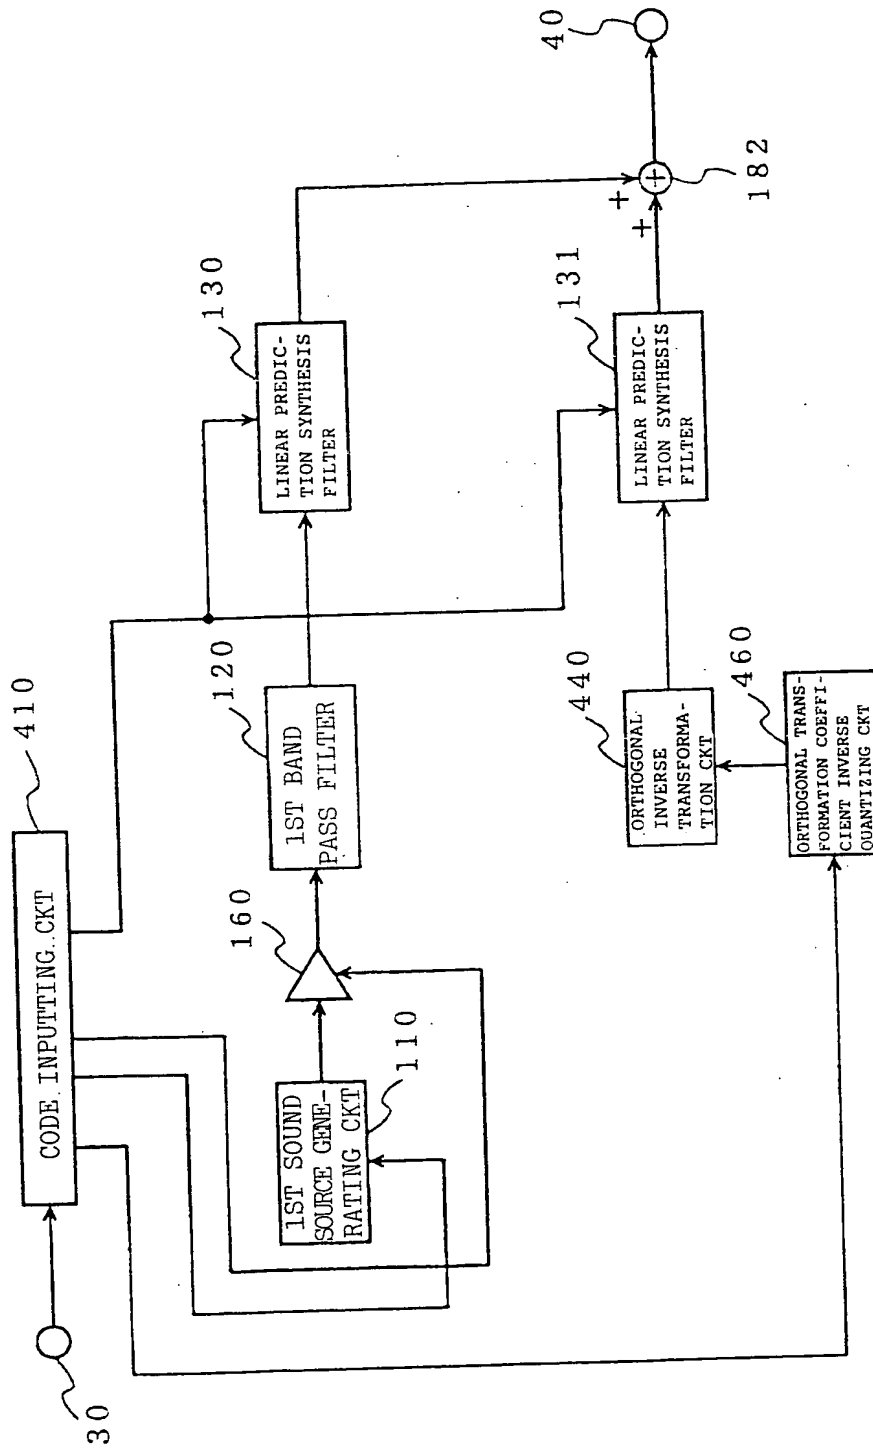 30
CODE INPUTTING CKT
410
1ST SOUND
SOURCE GENE-
RATING CKT
110
160
1ST BAND
PASS FILTER
120
LINEAR PREDIC-
TION SYNTHESIS
FILTER
130
ORTHOGONAL TRANS-
FORMATION COEFFI-
CIENT INVERSE
QUANTIZING CKT
460
ORTHOGONAL
INVERSE
TRANSFORMA-
TION CKT
440
LINEAR PREDIC-
TION SYNTHESIS
FILTER
131
+
+
+
182
40